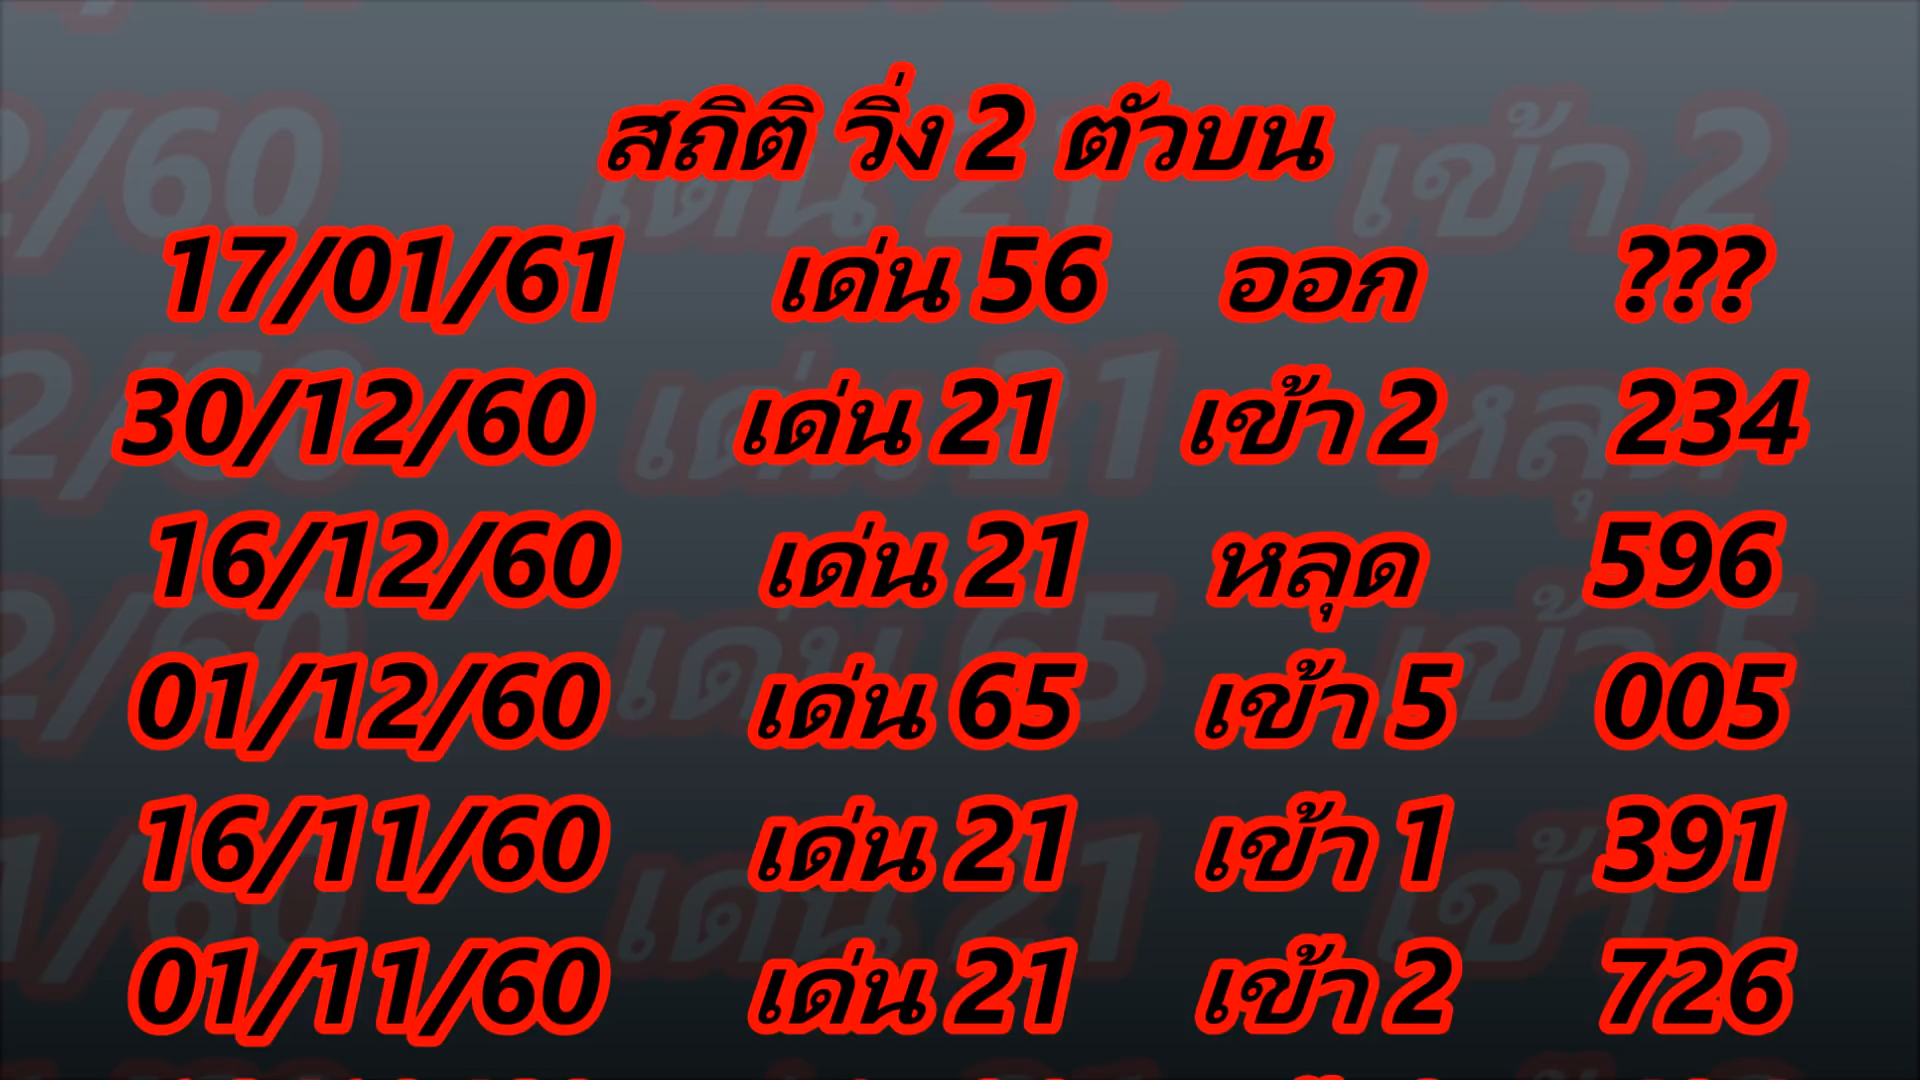 สถิติ วิ่ง 2 ตัวบน
17/01/61 เด่น 56 ออก ???
30/12/60 เด่น 21 เข้า 2 234
16/12/60 เด่น 21 หลุด 596
01/12/60 เด่น 65 เข้า 5 005
16/11/60 เด่น 21 เข้า 1 391
01/11/60 เด่น 21 เข้า 2 726